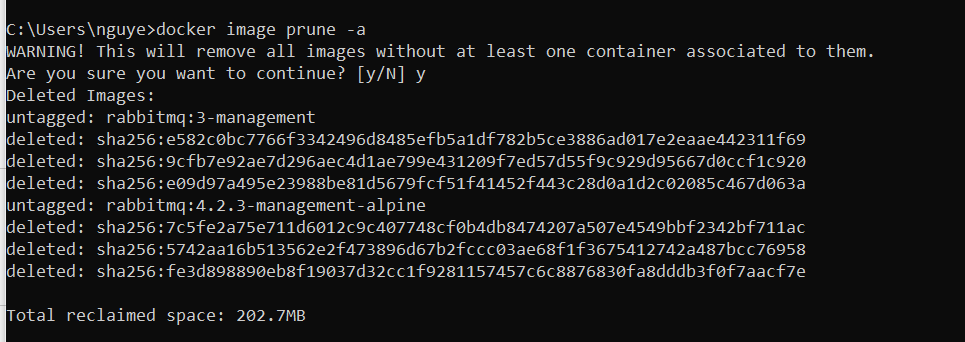 C:\Users\nguye>docker image prune -a
WARNING! This will remove all images without at least one container associated to them.
Are you sure you want to continue? [y/N] y
Deleted Images:
untagged: rabbitmq:3-management
deleted: sha256:e582c0bc7766f3342496d8485efb5a1df782b5ce3886ad017e2eaae442311f69
deleted: sha256:9cfb7e92ae7d296aec4d1ae799e431209f7ed57d55f9c929d95667d0ccf1c920
deleted: sha256:e09d97a495e23988be81d5679fcf51f41452f443c28d0a1d2c02085c467d063a
untagged: rabbitmq:4.2.3-management-alpine
deleted: sha256:7c5fe2a75e711d6012c9c407748cf0b4db8474207a507e4549bbf2342bf711ac
deleted: sha256:5742aa16b513562e2f473896d67b2fccc03ae68f1f3675412742a487bcc76958
deleted: sha256:fe3d898890eb8f19037d32cc1f9281157457c6c8876830fa8dddb3f0f7aacf7e
Total reclaimed space: 202.7MB